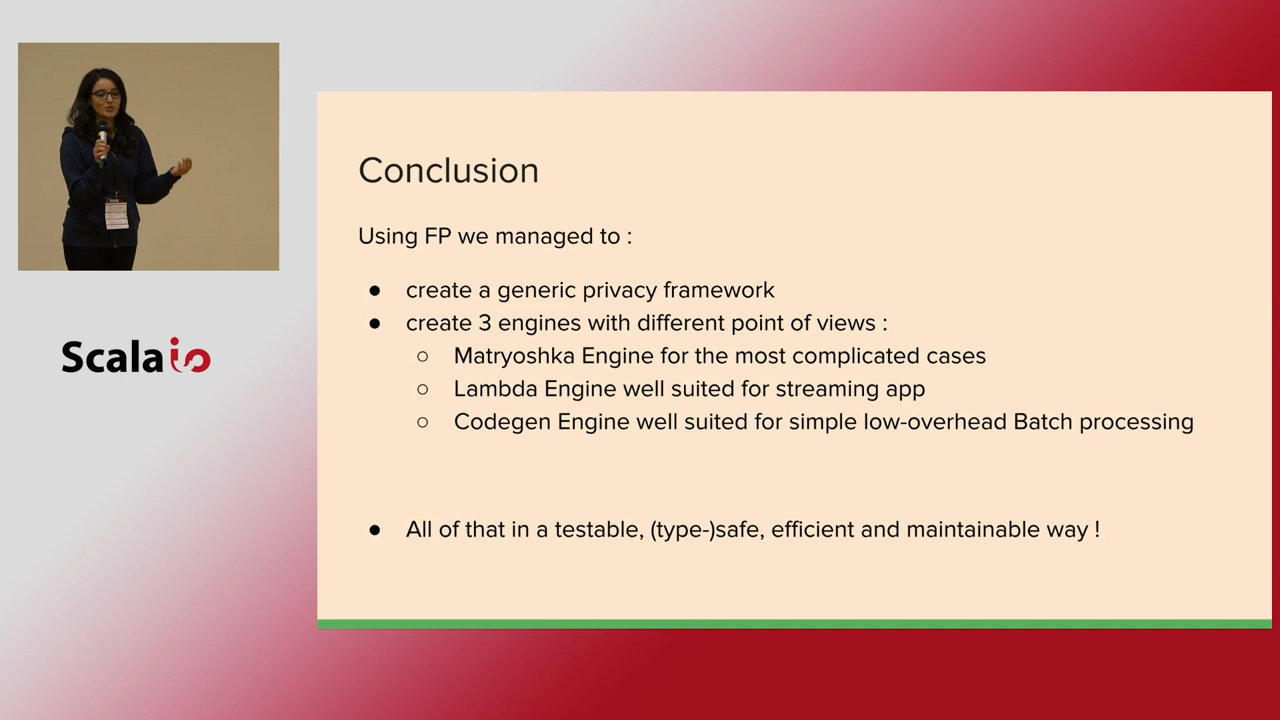 Scala
Scalaio
Conclusion
Using FP we managed to :
● create a generic privacy framework
● create 3 engines with different point of views :
○ Matryoshka Engine for the most complicated cases
○ Lambda Engine well suited for streaming app
○ Codegen Engine well suited for simple low-overhead Batch processing
● All of that in a testable, (type-)safe, efficient and maintainable way !